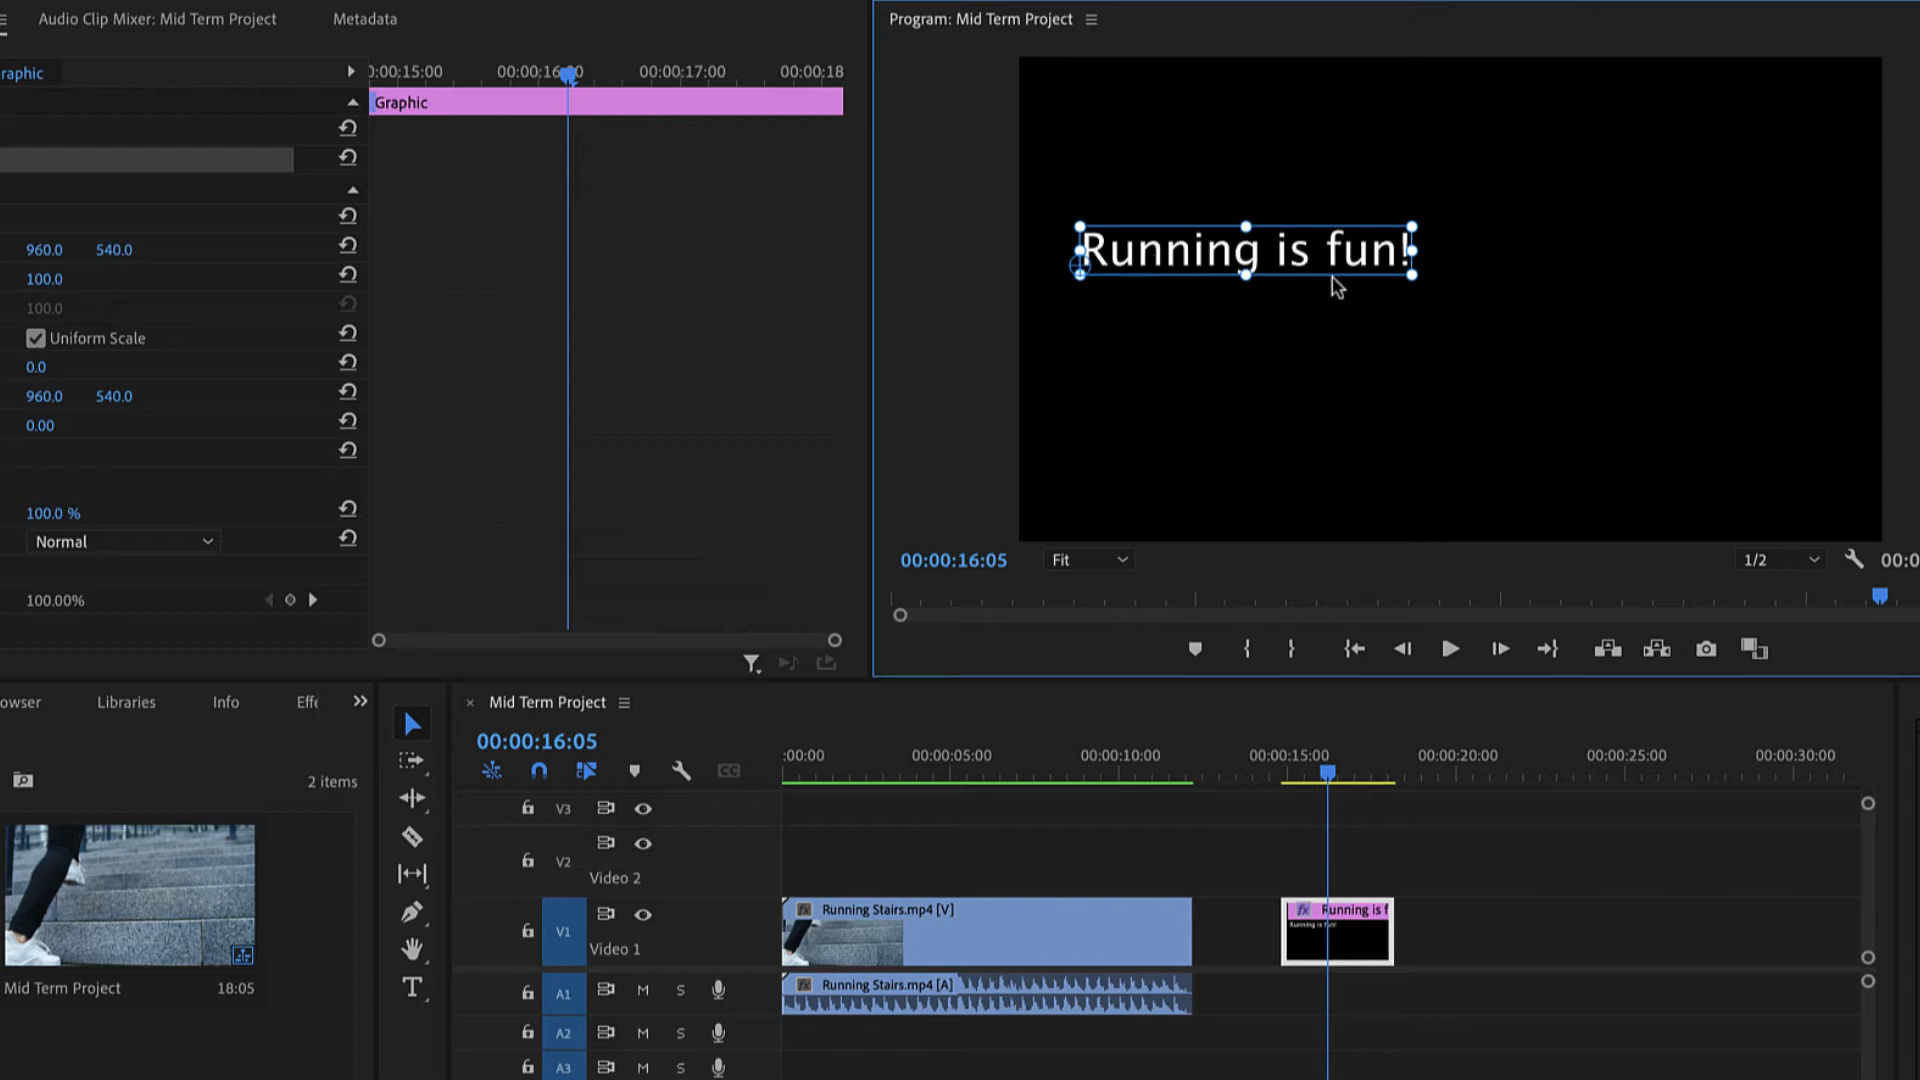 Audio Clip Mixer: Mid Term Project
Metadata
raphic
0:00:15:00
00:00:16:00
00:00:17:00
00:00:18
Graphic
960.0 540.0
100.0
100.0
Uniform Scale
0.0
960.0 540.0
0.00
100.0 %
Normal
100.00%
Program: Mid Term Project
Running is fun!
00:00:16:05
Fit
1/2
00:0
owser
Libraries
Info
Effe
2 items
Mid Term Project
18:05
× Mid Term Project
00:00:16:05
:00:00
00:00:05:00
00:00:10:00
00:00:15:00
00:00:20:00
00:00:25:00
00:00:30:00
CC
V3
V2
Video 2
V1
Video 1
fx Running Stairs.mp4 [V]
fx Running is f
Running is fun!
A1 M S
fx Running Stairs.mp4 [A]
A2 M S
A3 M S